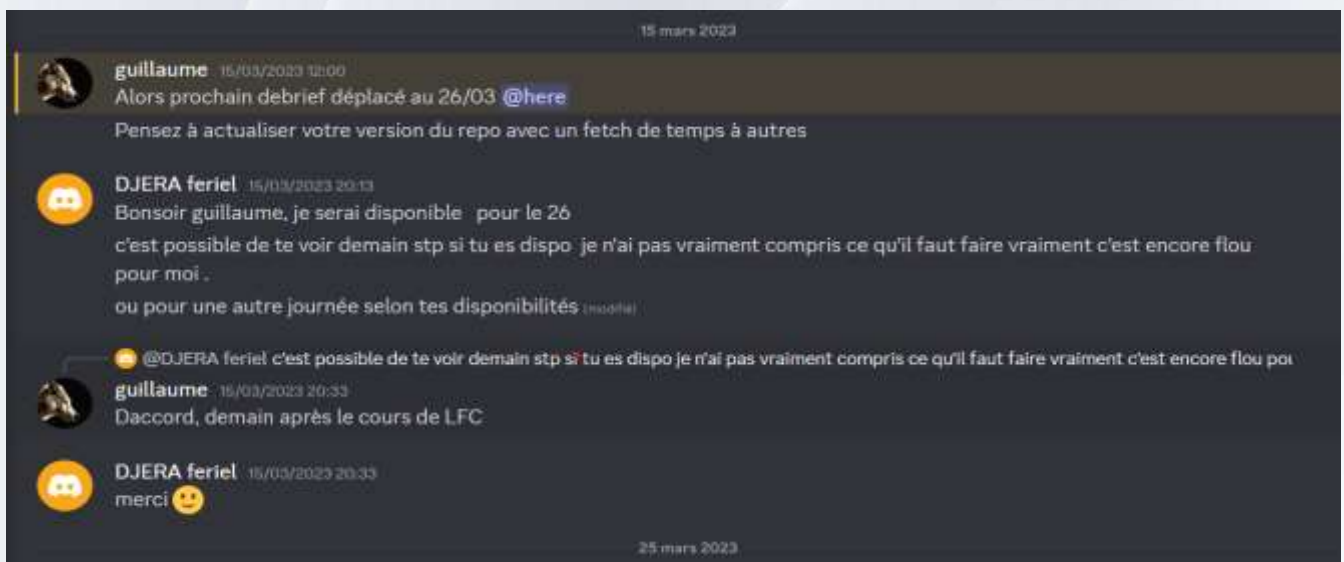 15 mars 2023
guillaume 15/03/2023 12:00
Alors prochain debrief déplacé au 26/03 @here
Pensez à actualiser votre version du repo avec un fetch de temps à autres
DJERA feriel 15/03/2023 20:13
Bonsoir guillaume, je serai disponible pour le 26
c'est possible de te voir demain stp si tu es dispo je n'ai pas vraiment compris ce qu'il faut faire vraiment c'est encore flou
pour moi .
ou pour une autre journée selon tes disponibilités (modifié)
@DJERA feriel c'est possible de te voir demain stp si tu es dispo je n'ai pas vraiment compris ce qu'il faut faire vraiment c'est encore flou pou
guillaume 15/03/2023 20:33
Daccord, demain après le cours de LFC
DJERA feriel 15/03/2023 20:33
merci 🙂
25 mars 2023